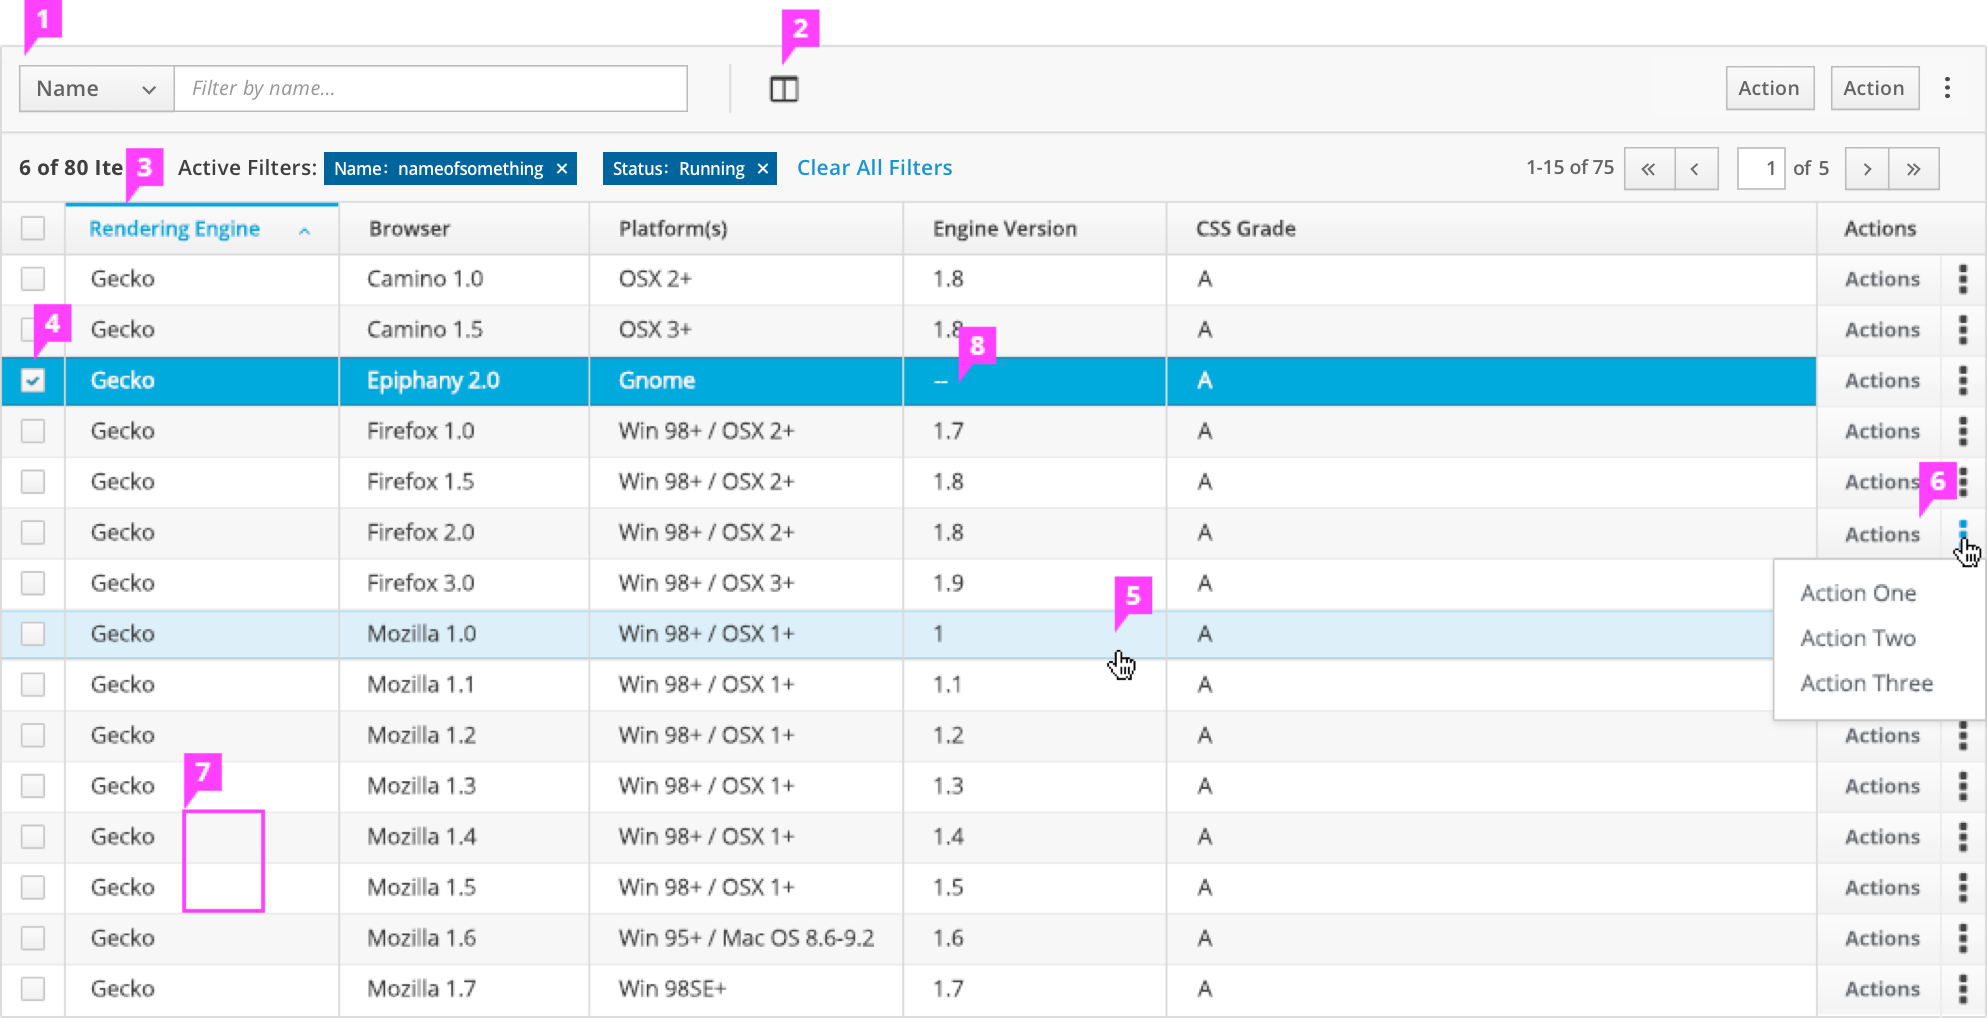 1
2
Name Filter by name... Action Action
6 of 80 Ite 3 Active Filters: Name: nameofsomething × Status: Running × Clear All Filters 1-15 of 75 « ‹ 1 of 5 › »
Rendering Engine Browser Platform(s) Engine Version CSS Grade Actions
Gecko Camino 1.0 OSX 2+ 1.8 A Actions
4 Gecko Camino 1.5 OSX 3+ 1.8 A Actions
8
Gecko Epiphany 2.0 Gnome -- A Actions
Gecko Firefox 1.0 Win 98+ / OSX 2+ 1.7 A Actions
Gecko Firefox 1.5 Win 98+ / OSX 2+ 1.8 A Actions 6
Gecko Firefox 2.0 Win 98+ / OSX 2+ 1.8 A Actions
Gecko Firefox 3.0 Win 98+ / OSX 3+ 1.9 5 A Action One
Gecko Mozilla 1.0 Win 98+ / OSX 1+ 1 A Action Two
Gecko Mozilla 1.1 Win 98+ / OSX 1+ 1.1 A Action Three
Gecko Mozilla 1.2 Win 98+ / OSX 1+ 1.2 A Actions
7
Gecko Mozilla 1.3 Win 98+ / OSX 1+ 1.3 A Actions
Gecko Mozilla 1.4 Win 98+ / OSX 1+ 1.4 A Actions
Gecko Mozilla 1.5 Win 98+ / OSX 1+ 1.5 A Actions
Gecko Mozilla 1.6 Win 95+ / Mac OS 8.6-9.2 1.6 A Actions
Gecko Mozilla 1.7 Win 98SE+ 1.7 A Actions